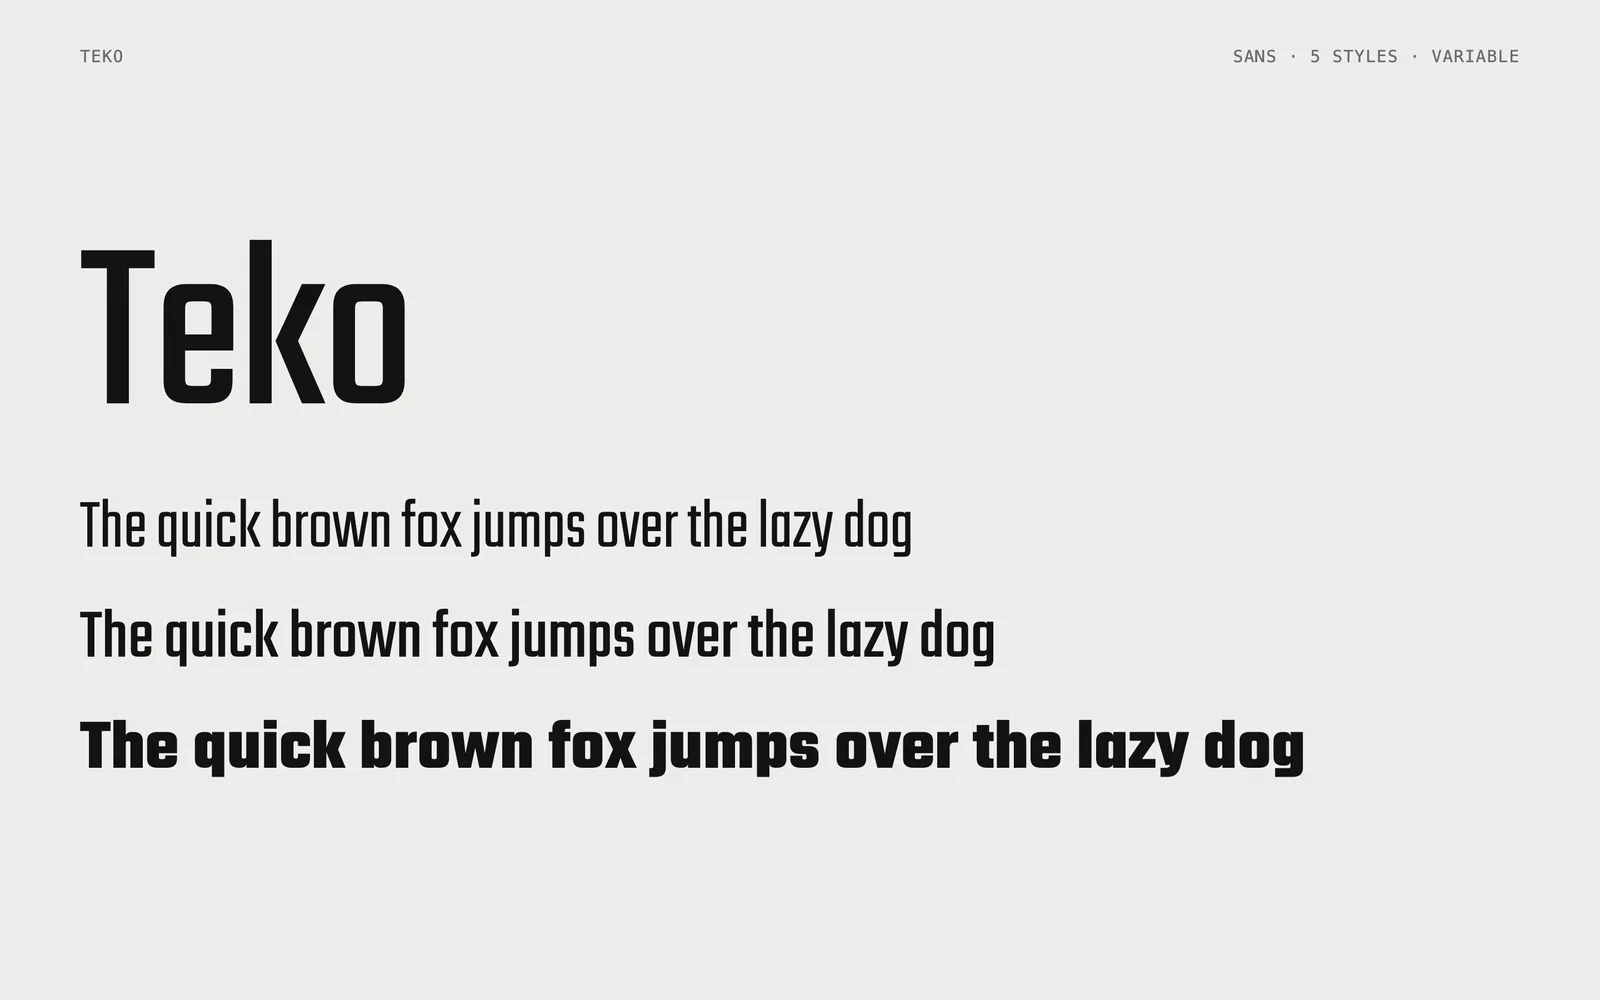 TEKO
SANS · 5 STYLES · VARIABLE
Teko
The quick brown fox jumps over the lazy dog
The quick brown fox jumps over the lazy dog
The quick brown fox jumps over the lazy dog